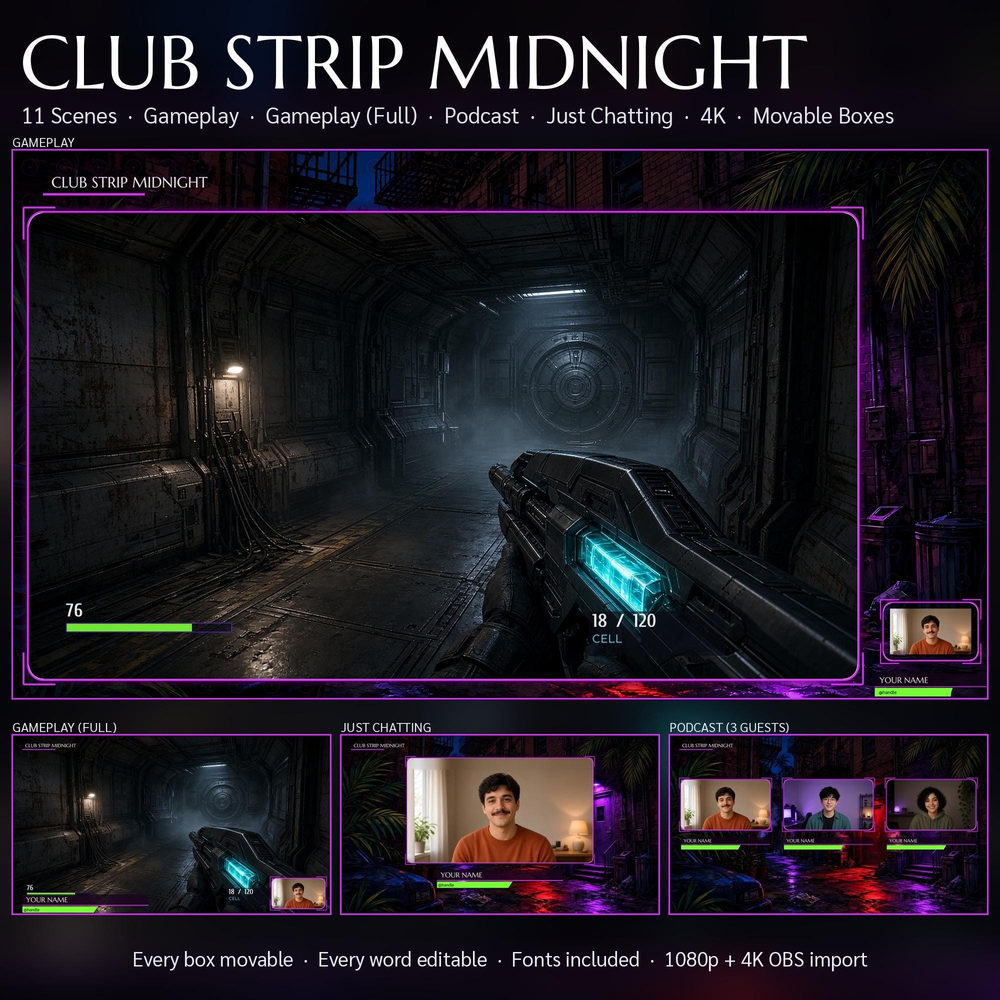 CLUB STRIP MIDNIGHT
11 Scenes · Gameplay · Gameplay (Full) · Podcast · Just Chatting · 4K · Movable Boxes
GAMEPLAY
CLUB STRIP MIDNIGHT
76
18 / 120
CELL
YOUR NAME
@handle
GAMEPLAY (FULL)
CLUB STRIP MIDNIGHT
76
18 / 120
CELL
YOUR NAME
@handle
JUST CHATTING
CLUB STRIP MIDNIGHT
YOUR NAME
@handle
PODCAST (3 GUESTS)
CLUB STRIP MIDNIGHT
YOUR NAME
YOUR NAME
YOUR NAME
Every box movable · Every word editable · Fonts included · 1080p + 4K OBS import